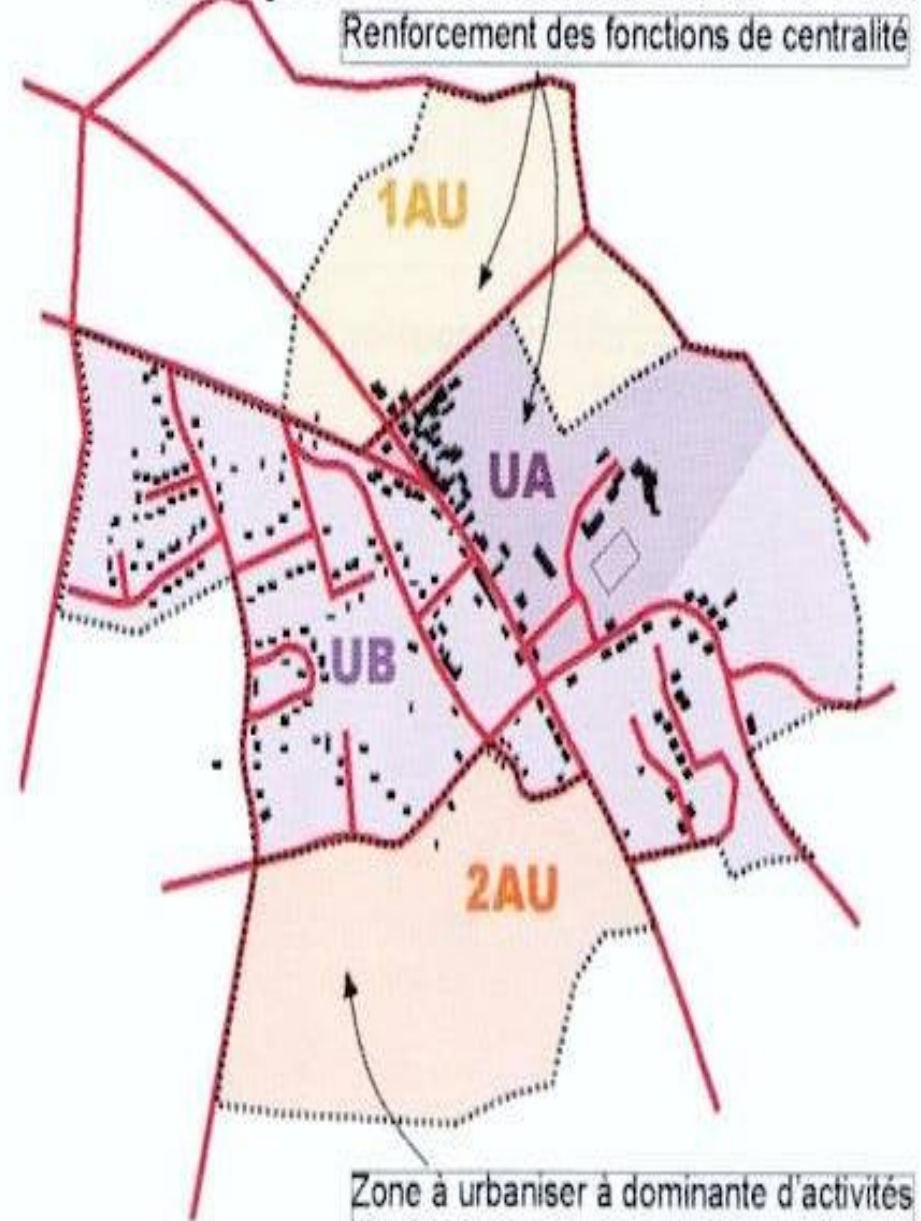 Renforcement des fonctions de centralité
1AU
UA
UB
2AU
Zone à urbaniser à dominante d'activités